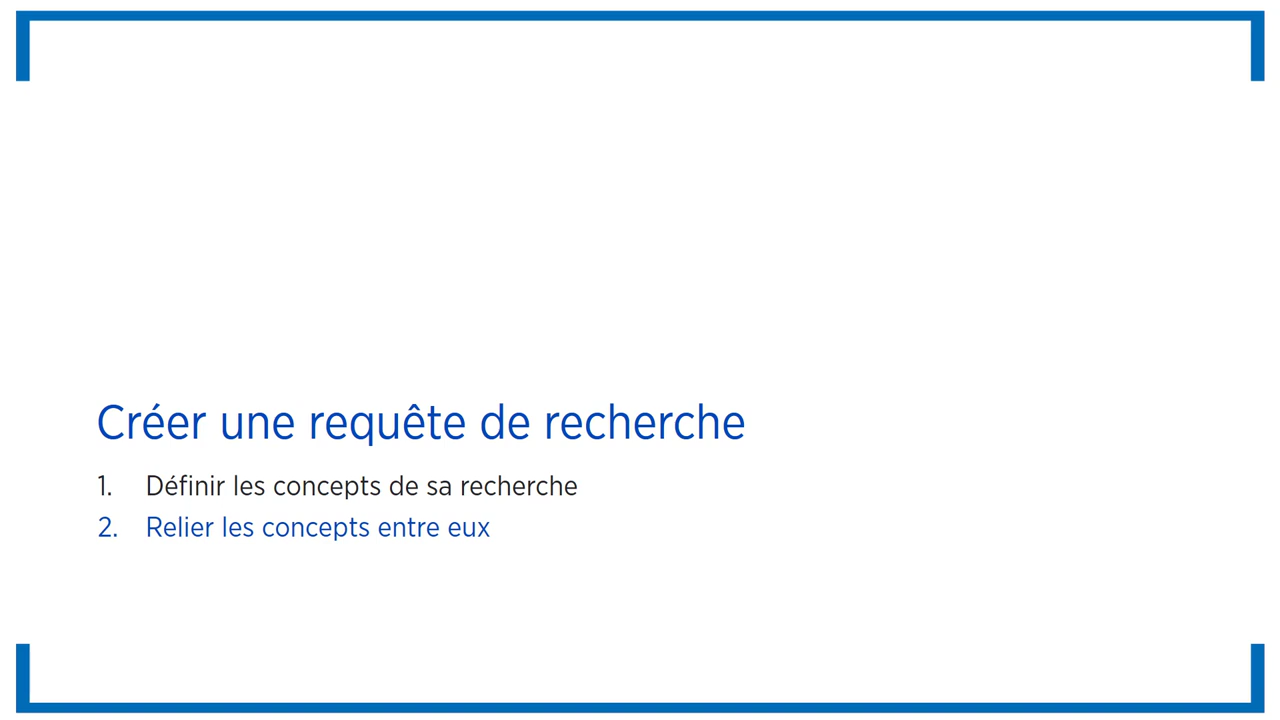 Créer une requête de recherche
1. Définir les concepts de sa recherche
2. Relier les concepts entre eux